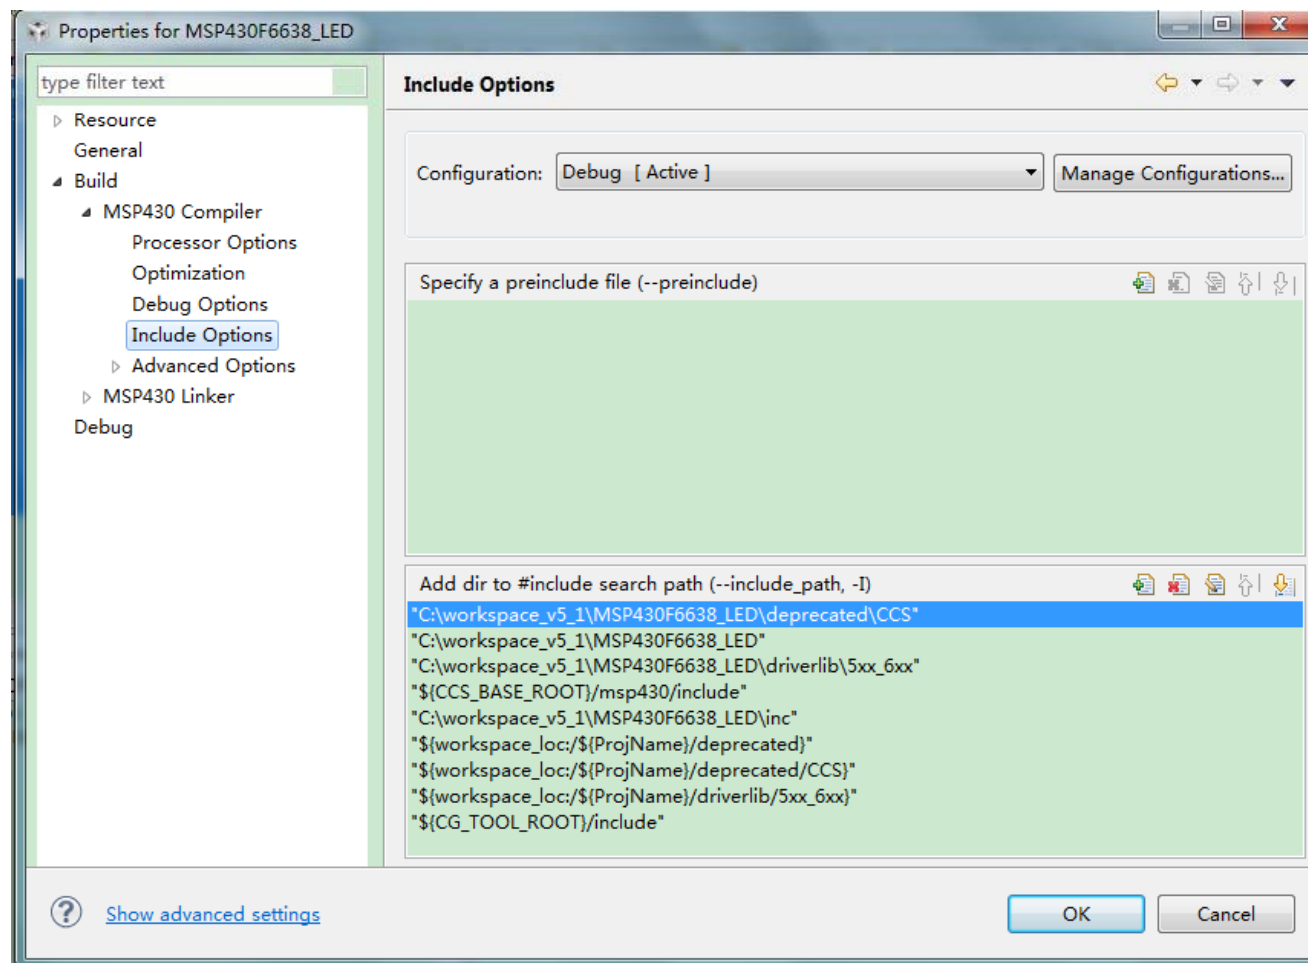 Properties for MSP430F6638_LED
type filter text
Resource
General
Build
MSP430 Compiler
Processor Options
Optimization
Debug Options
Include Options
Advanced Options
MSP430 Linker
Debug
Include Options
Configuration: Debug [ Active ] Manage Configurations...
Specify a preinclude file (--preinclude)
Add dir to #include search path (--include_path, -I)
"C:\workspace_v5_1\MSP430F6638_LED\deprecated\CCS"
"C:\workspace_v5_1\MSP430F6638_LED"
"C:\workspace_v5_1\MSP430F6638_LED\driverlib\5xx_6xx"
"${CCS_BASE_ROOT}/msp430/include"
"C:\workspace_v5_1\MSP430F6638_LED\inc"
"${workspace_loc:/${ProjName}/deprecated}"
"${workspace_loc:/${ProjName}/deprecated/CCS}"
"${workspace_loc:/${ProjName}/driverlib/5xx_6xx}"
"${CG_TOOL_ROOT}/include"
Show advanced settings
OK Cancel